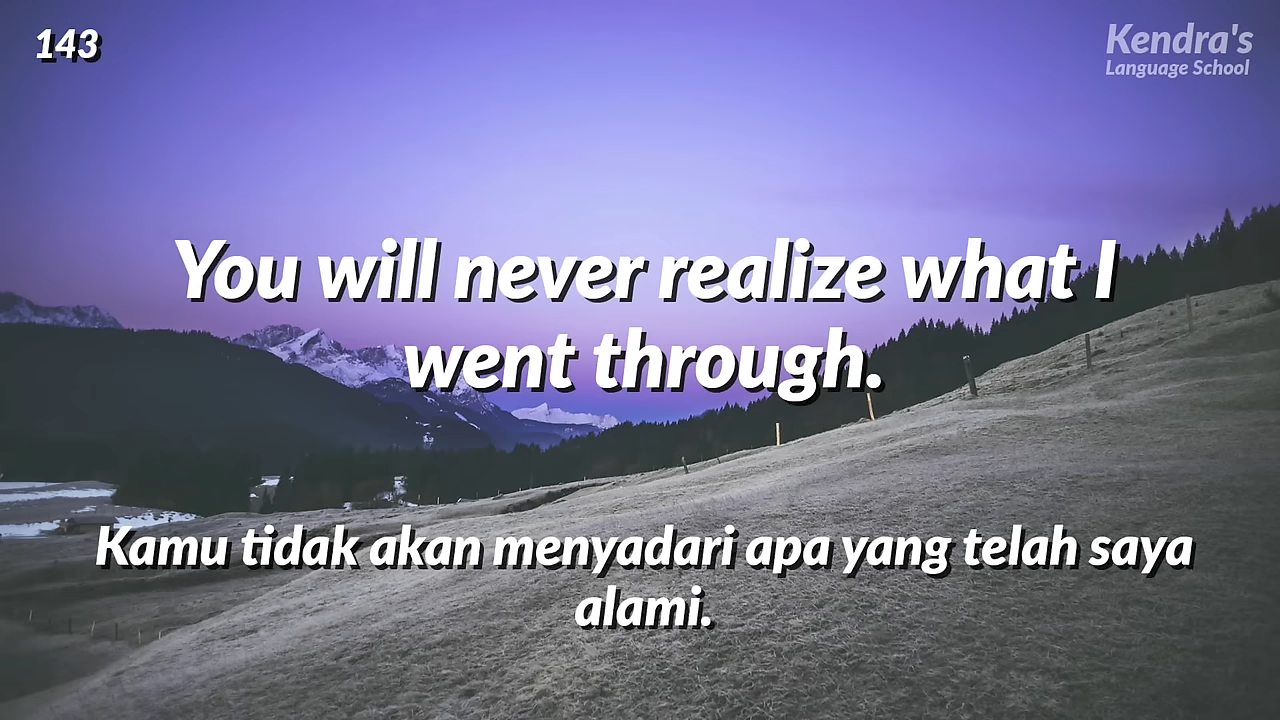 143
Kendra's
Language School
You will never realize what I
went through.
Kamu tidak akan menyadari apa yang telah saya
alami.